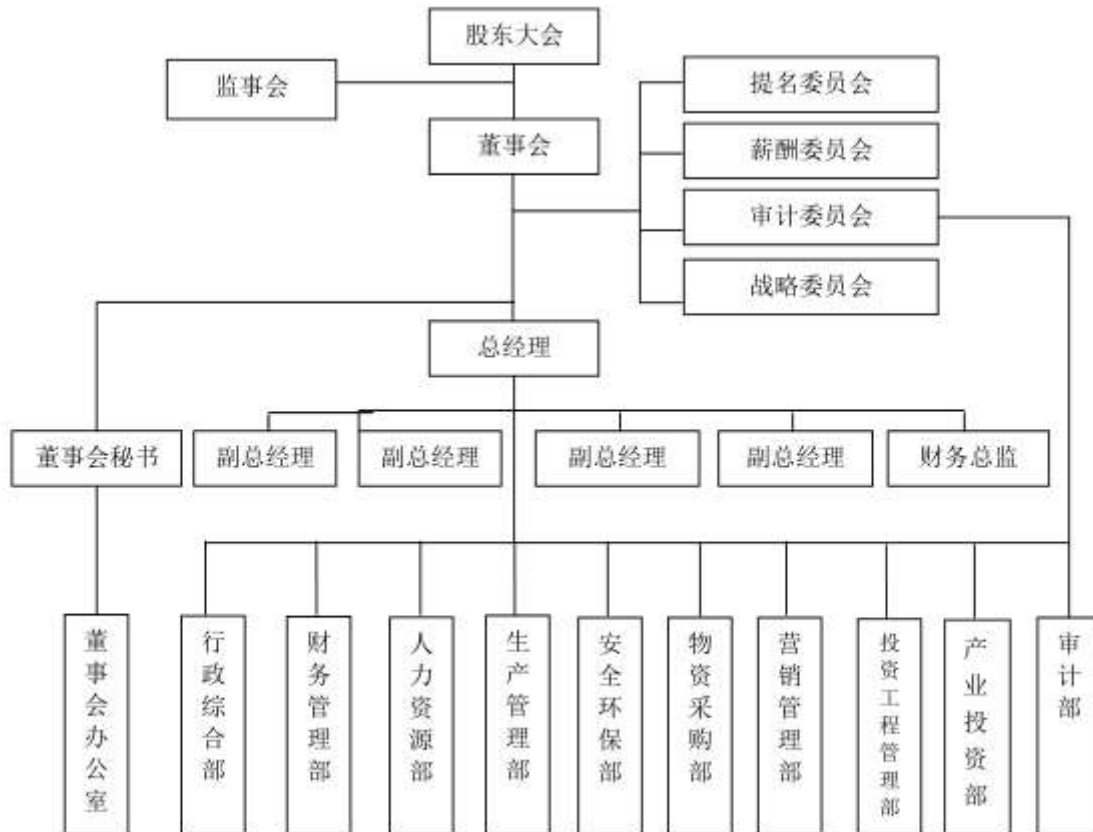 股东大会
监事会
提名委员会
董事会
薪酬委员会
审计委员会
战略委员会
总经理
董事会秘书
副总经理
副总经理
副总经理
副总经理
财务总监
董事会办公室
行政综合部
财务管理部
人力资源部
生产管理部
安全环保部
物资采购部
营销管理部
投资工程管理部
产业投资部
审计部